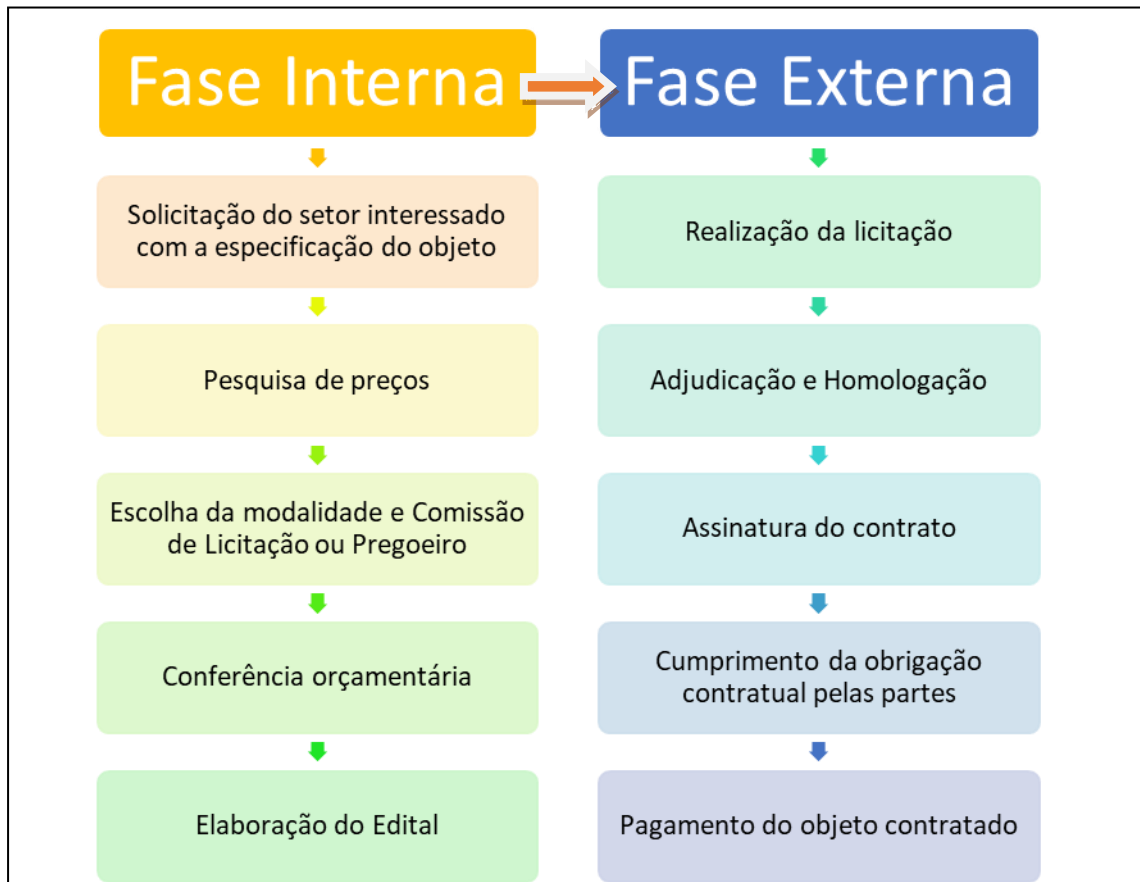 Fase Interna
Solicitação do setor interessado
com a especificação do objeto
Pesquisa de preços
Escolha da modalidade e Comissão
de Licitação ou Pregoeiro
Conferência orçamentária
Elaboração do Edital
Fase Externa
Realização da licitação
Adjudicação e Homologação
Assinatura do contrato
Cumprimento da obrigação
contratual pelas partes
Pagamento do objeto contratado